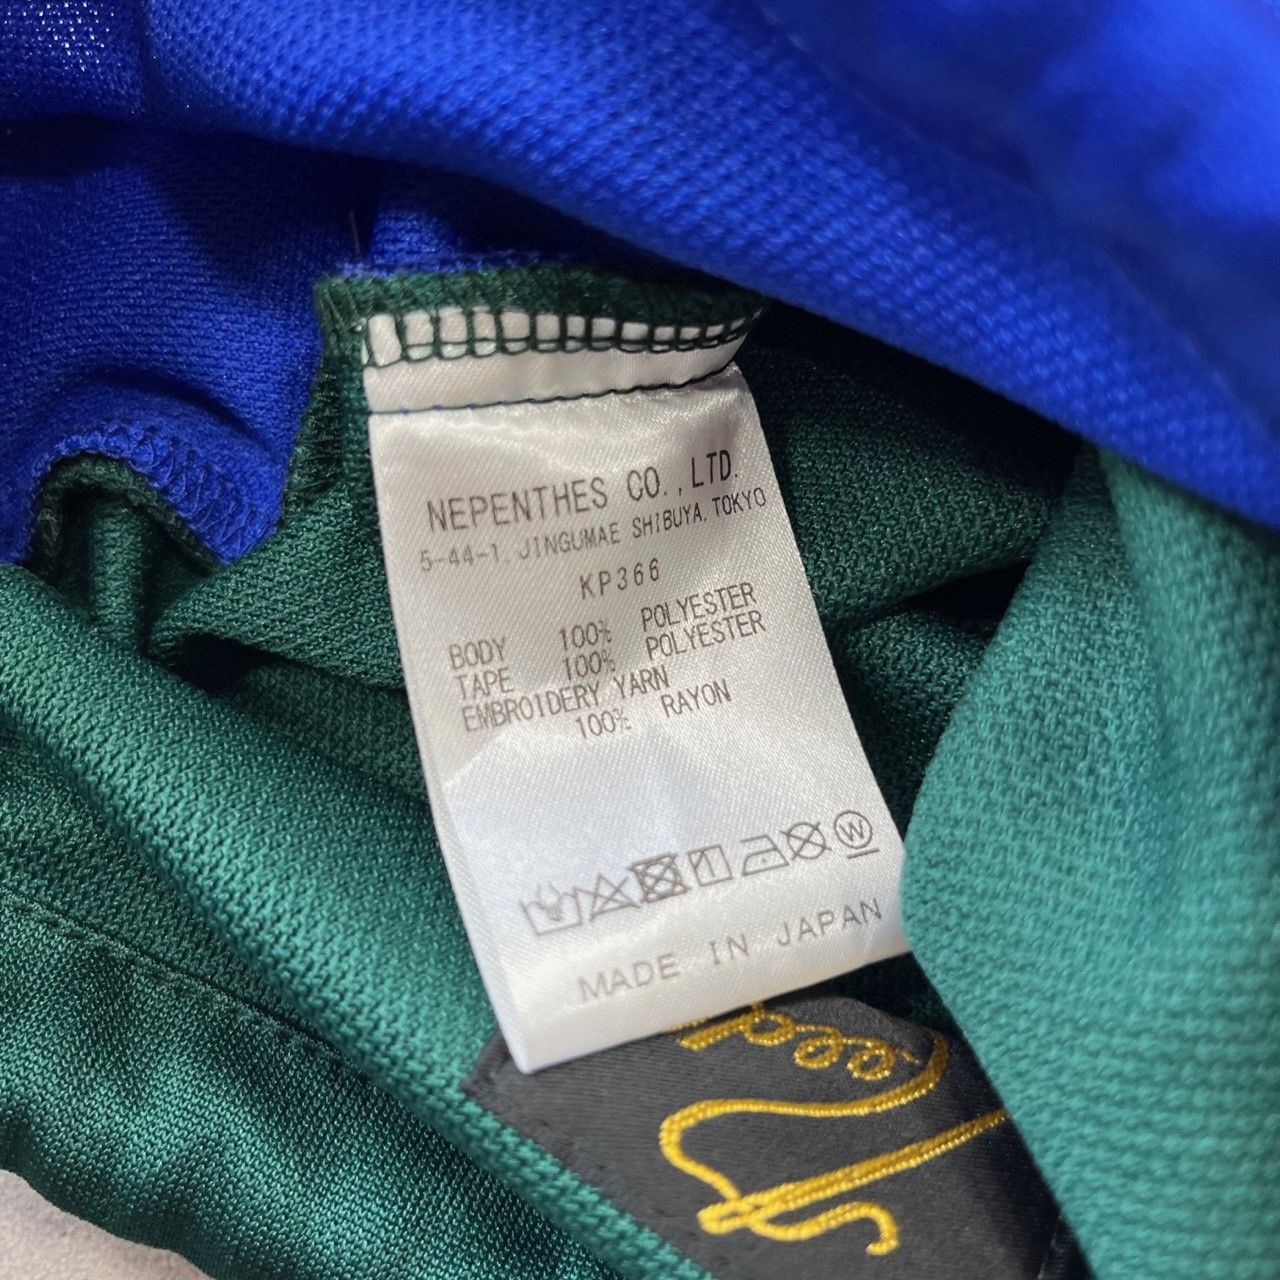 NEPENTHES CO.,LTD.
5-44-1, JINGUMAE SHIBUYA, TOKYO
KP366
BODY 100% POLYESTER
TAPE 100% POLYESTER
EMBROIDERY YARN
100% RAYON
W
MADE IN JAPAN